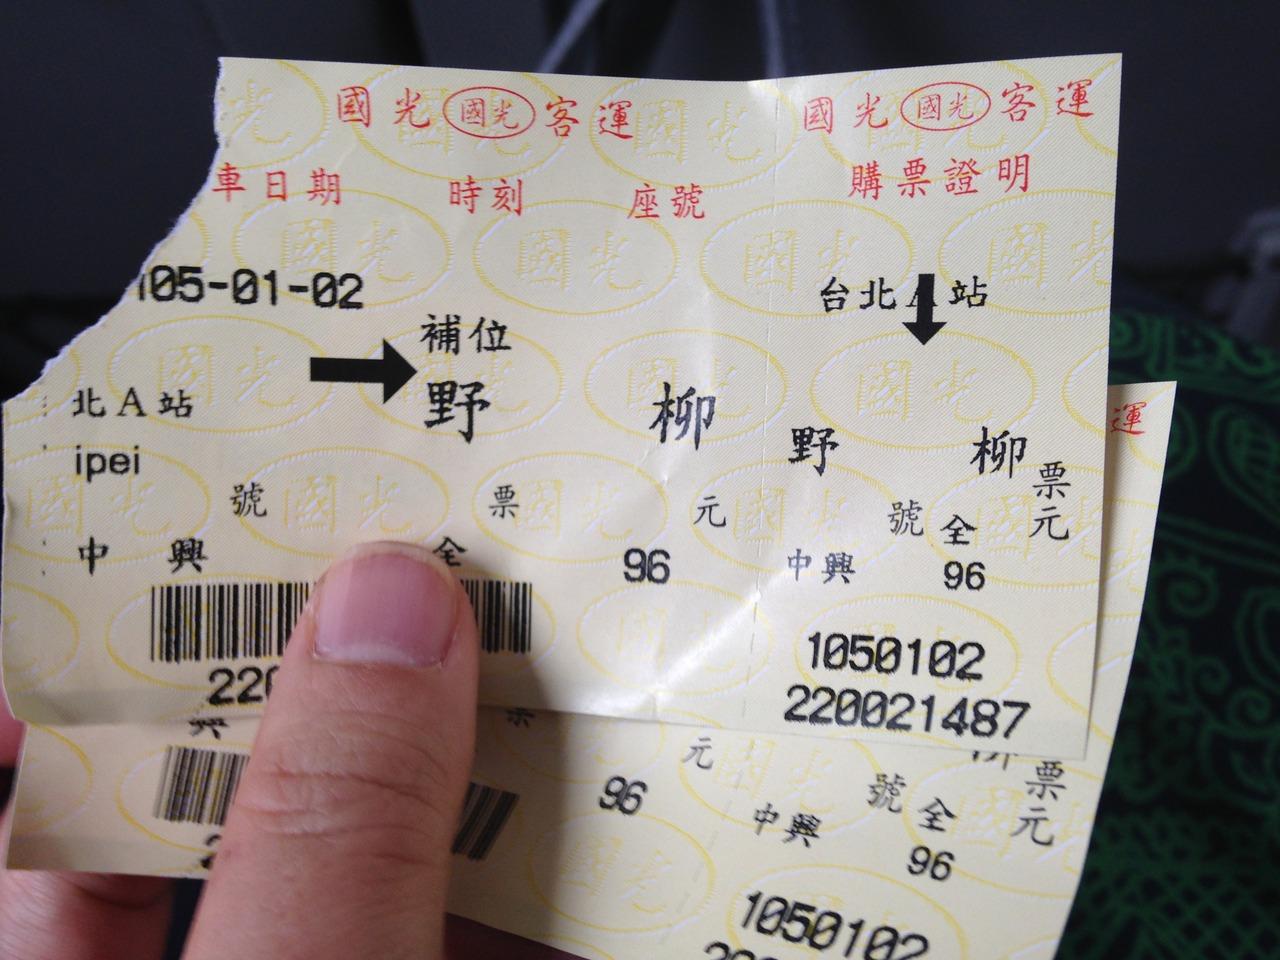 國光 國光 客運
國光 國光 客運
車日期 時刻 座號
購票證明
105-01-02
台北A站
補位
北A站
野 柳
ipei
野 柳
號 票 元
號 票元
中興 全 96
中興 全 96
1050102
220021487
運
興 票 元
號 票元
96
中興 全 96
1050102